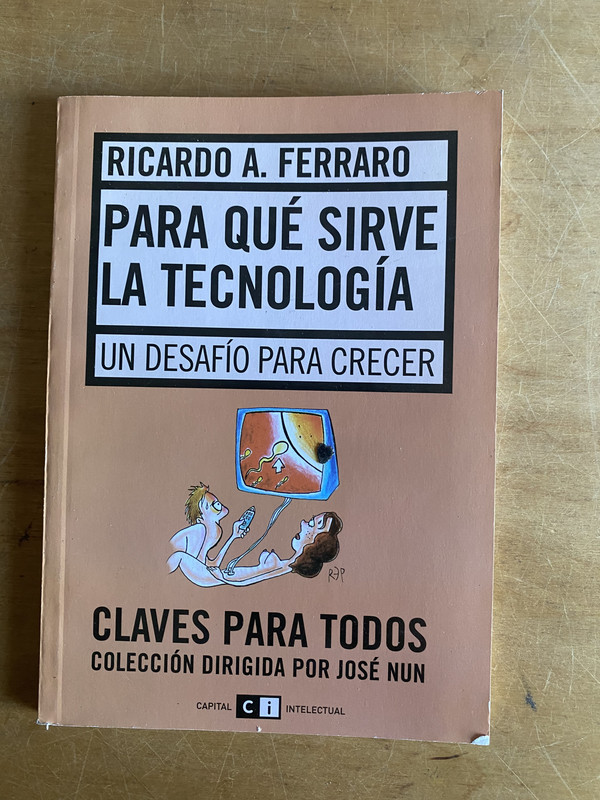 RICARDO A. FERRARO
PARA QUÉ SIRVE
LA TECNOLOGÍA
UN DESAFÍO PARA CRECER
REP
CLAVES PARA TODOS
COLECCIÓN DIRIGIDA POR JOSÉ NUN
CAPITAL Ci INTELECTUAL